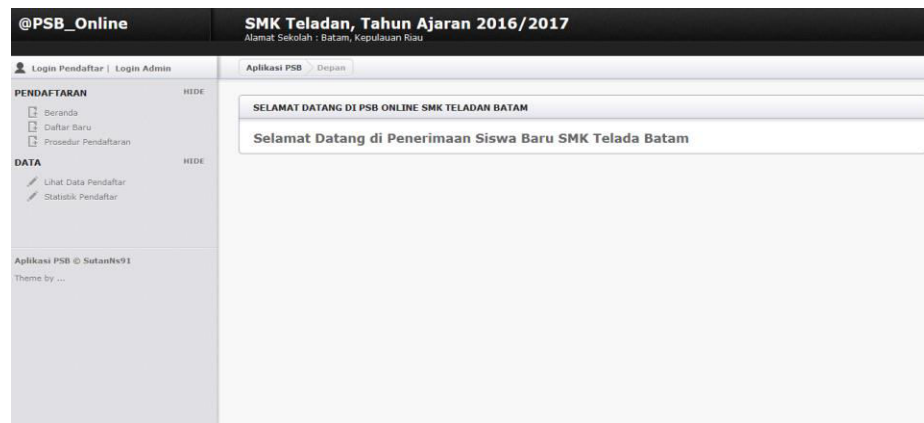 @PSB_Online
SMK Teladan, Tahun Ajaran 2016/2017
Alamat Sekolah : Batam, Kepulauan Riau
Login Pendaftar | Login Admin
Aplikasi PSB Depan
PENDAFTARAN HIDE
Beranda
Daftar Baru
Prosedur Pendaftaran
DATA HIDE
Lihat Data Pendaftar
Statistik Pendaftar
Aplikasi PSB © SutanNs91
Theme by ...
SELAMAT DATANG DI PSB ONLINE SMK TELADAN BATAM
Selamat Datang di Penerimaan Siswa Baru SMK Telada Batam